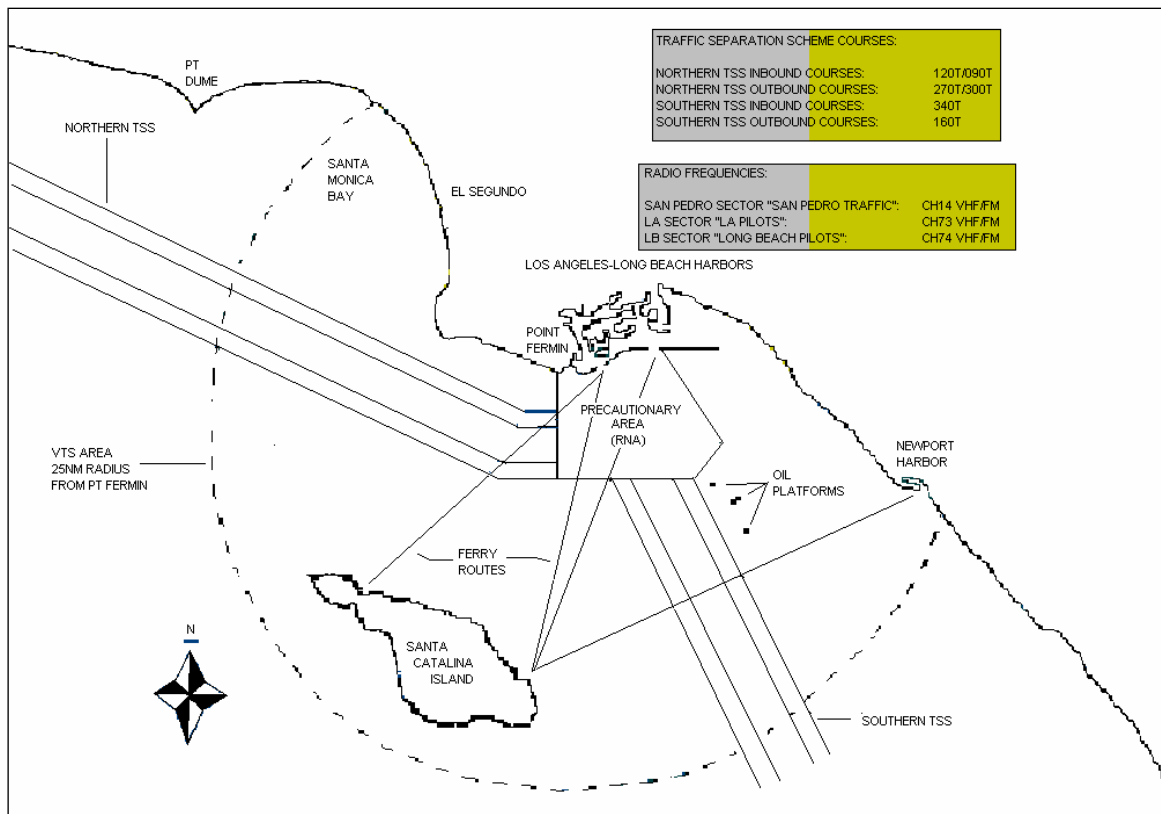 TRAFFIC SEPARATION SCHEME COURSES:
NORTHERN TSS INBOUND COURSES: 120T/090T
NORTHERN TSS OUTBOUND COURSES: 270T/300T
SOUTHERN TSS INBOUND COURSES: 340T
SOUTHERN TSS OUTBOUND COURSES: 160T
RADIO FREQUENCIES:
SAN PEDRO SECTOR "SAN PEDRO TRAFFIC": CH14 VHF/FM
LA SECTOR "LA PILOTS": CH73 VHF/FM
LB SECTOR "LONG BEACH PILOTS": CH74 VHF/FM
PT
DUME
NORTHERN TSS
SANTA
MONICA
BAY
EL SEGUNDO
LOS ANGELES-LONG BEACH HARBORS
POINT
FERMIN
PRECAUTIONARY
AREA
(RNA)
VTS AREA
25NM RADIUS
FROM PT FERMIN
NEWPORT
HARBOR
OIL
PLATFORMS
FERRY
ROUTES
N
SANTA
CATALINA
ISLAND
SOUTHERN TSS